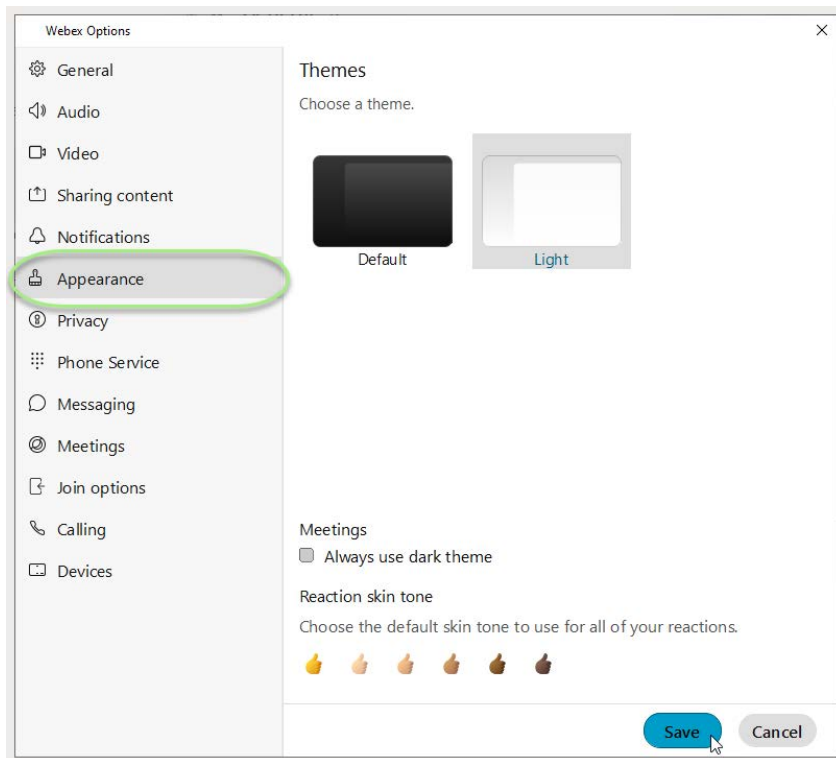 Webex Options
General
Audio
Video
Sharing content
Notifications
Appearance
Privacy
Phone Service
Messaging
Meetings
Join options
Calling
Devices
Themes
Choose a theme.
Default
Light
Meetings
Always use dark theme
Reaction skin tone
Choose the default skin tone to use for all of your reactions.
Save
Cancel